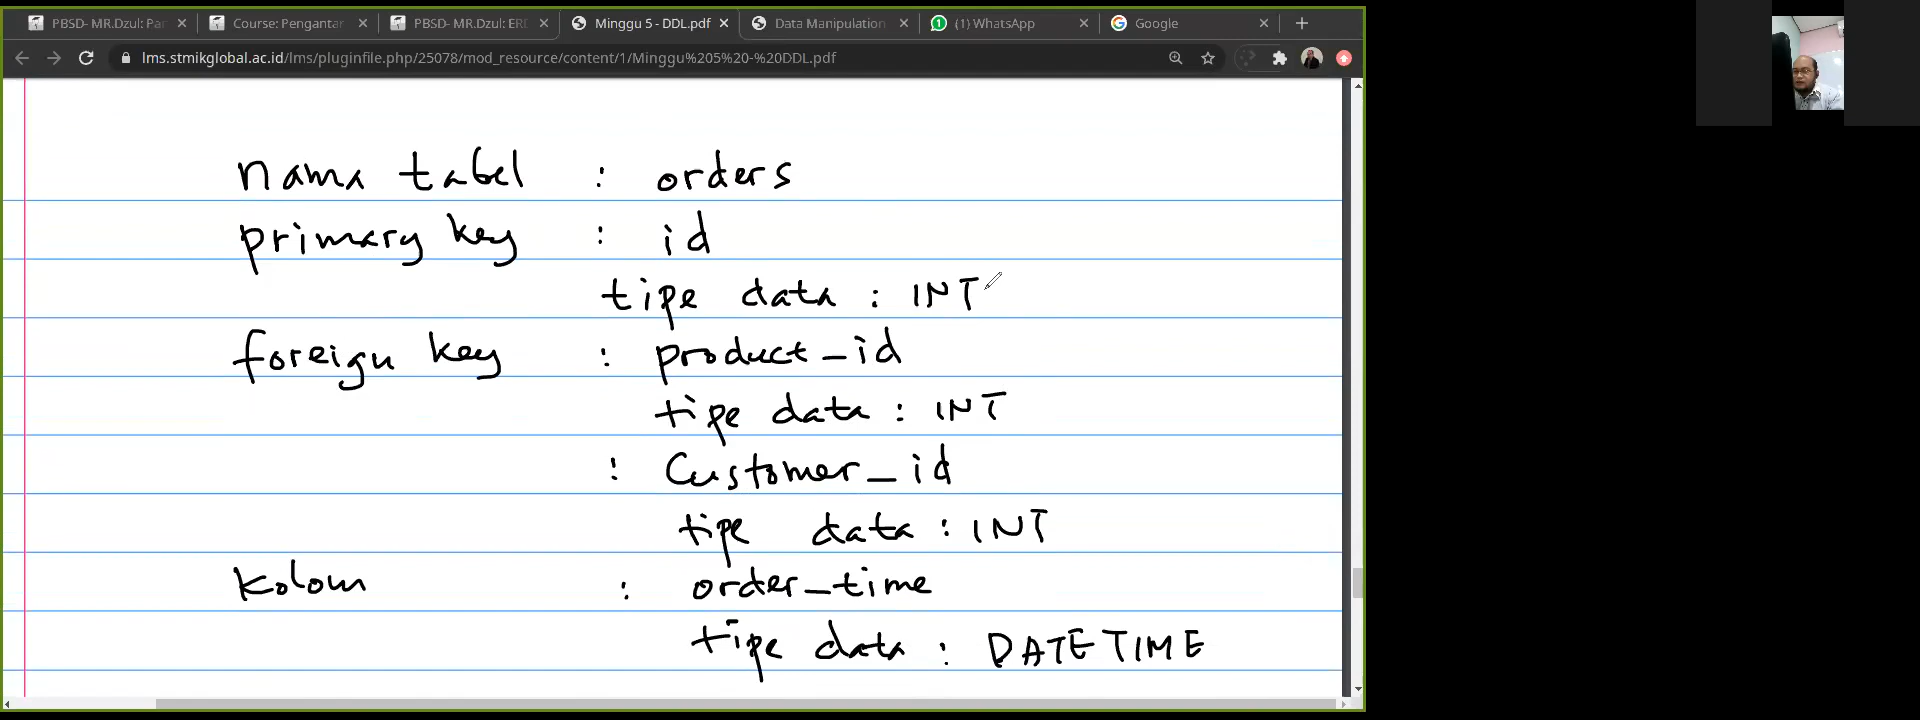 PBSD- MR.Dzul: Par
Course: Pengantar
PBSD- MR.Dzul: ERD
Minggu 5 - DDL.pdf
Data Manipulation
(1) WhatsApp
Google
lms.stmikglobal.ac.id/lms/pluginfile.php/25078/mod_resource/content/1/Minggu%205%20-%20DDL.pdf
nama tabel : orders
primary key : id
tipe data : INT
foreign key : product_id
tipe data : INT
: Customer_id
tipe data : INT
kolom : order_time
tipe data : DATETIME